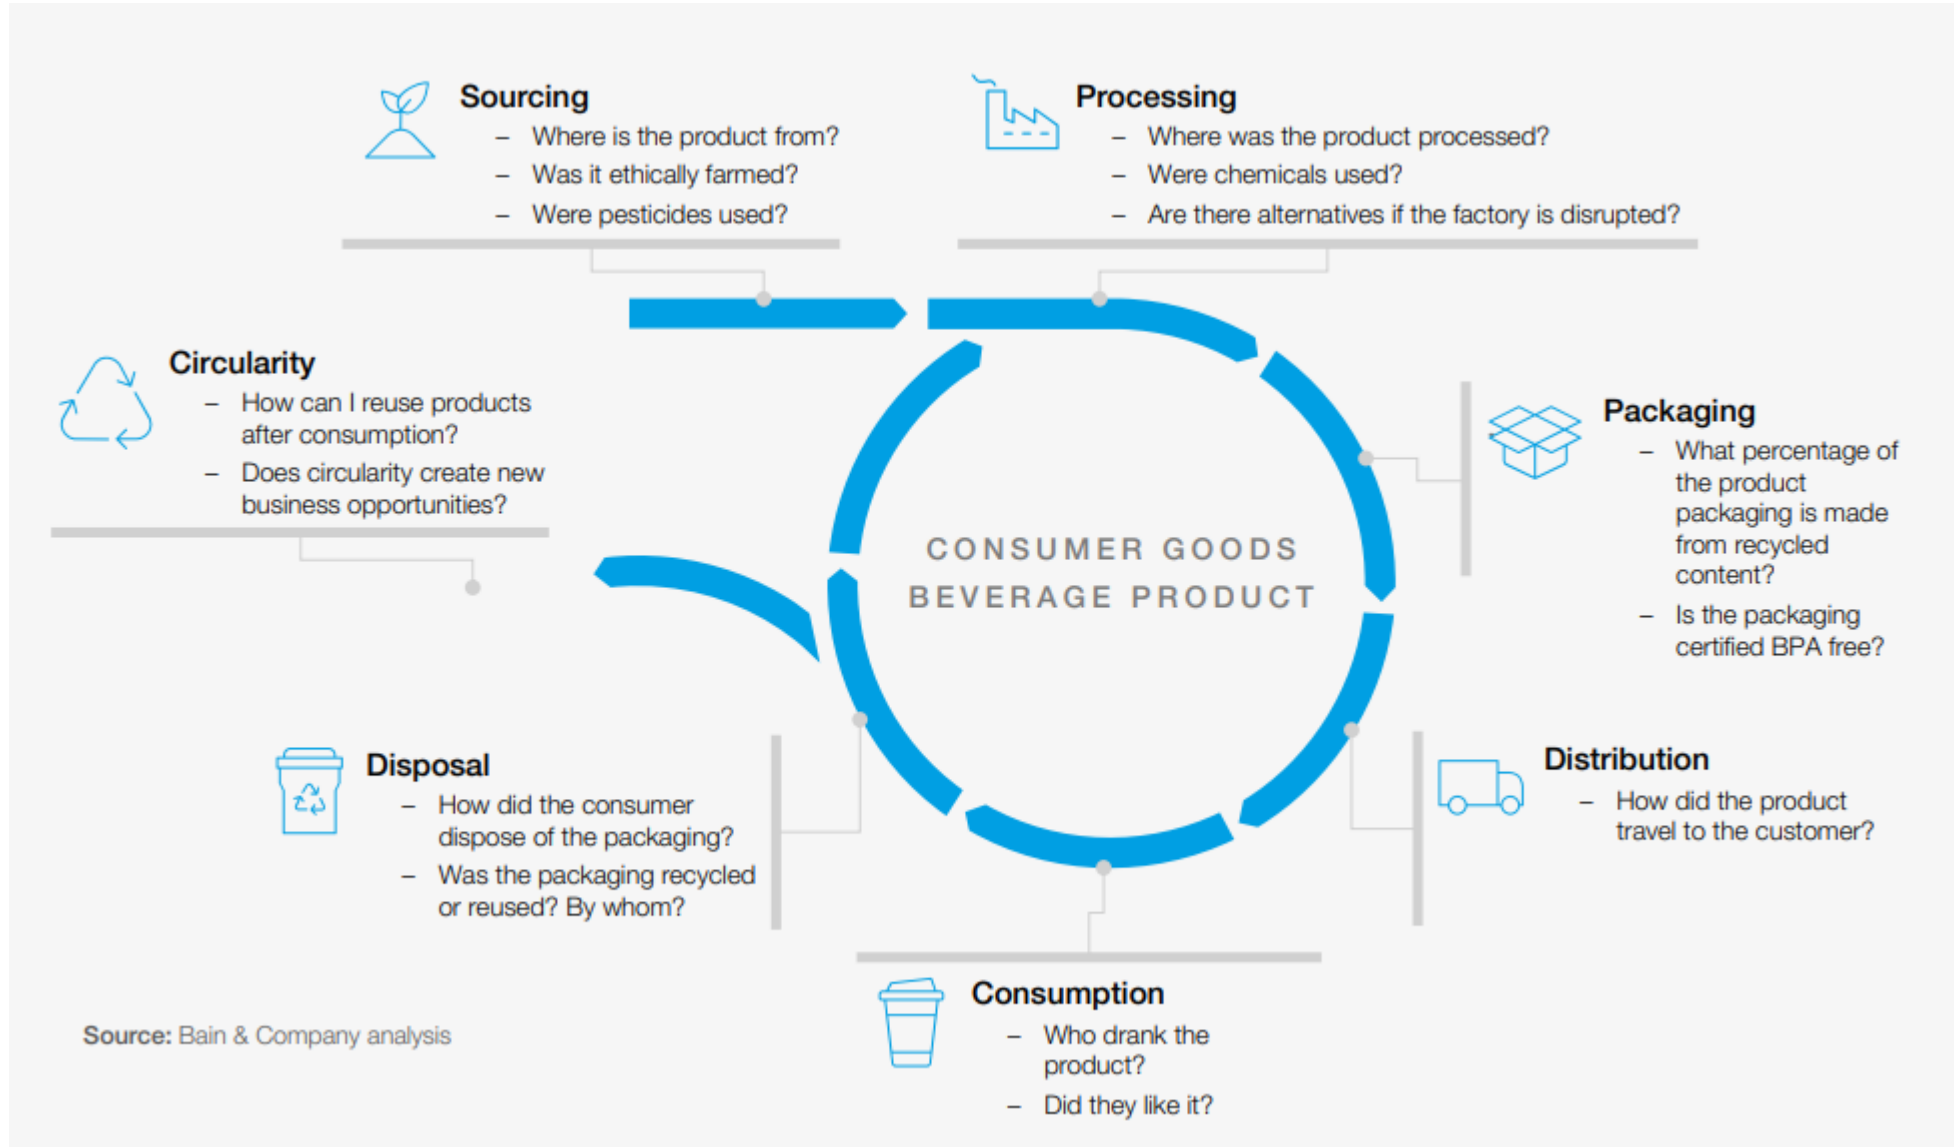 Sourcing
– Where is the product from?
– Was it ethically farmed?
– Were pesticides used?
Processing
– Where was the product processed?
– Were chemicals used?
– Are there alternatives if the factory is disrupted?
Circularity
– How can I reuse products
after consumption?
– Does circularity create new
business opportunities?
Packaging
– What percentage of
the product
packaging is made
from recycled
content?
– Is the packaging
certified BPA free?
CONSUMER GOODS
BEVERAGE PRODUCT
Disposal
– How did the consumer
dispose of the packaging?
– Was the packaging recycled
or reused? By whom?
Distribution
– How did the product
travel to the customer?
Consumption
– Who drank the
product?
– Did they like it?
Source: Bain & Company analysis